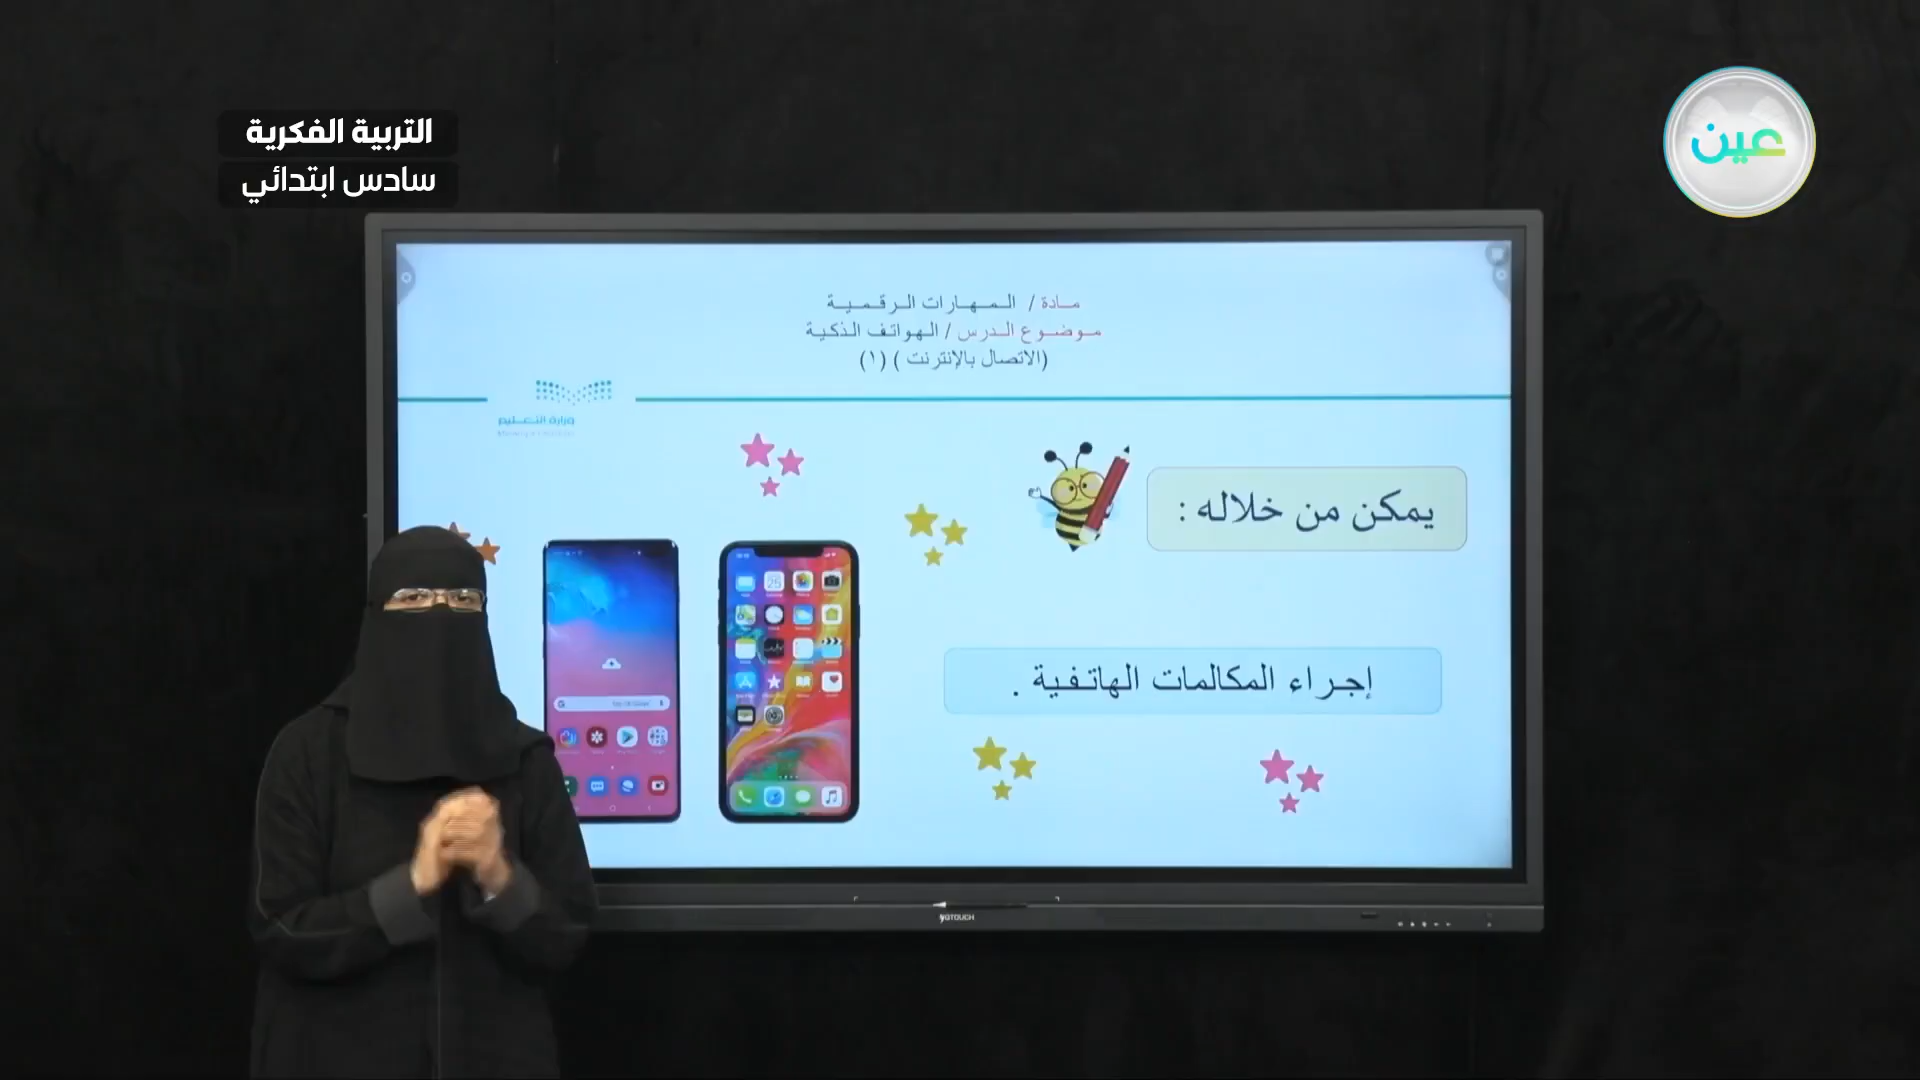 التربية الفكرية
سادس ابتدائي
عين
مادة / المهارات الرقمية
موضوع الدرس / الهواتف الذكية
(الاتصال بالإنترنت ) (١)
وزارة التعليم
يمكن من خلاله :
إجراء المكالمات الهاتفية .
YQTOUCH